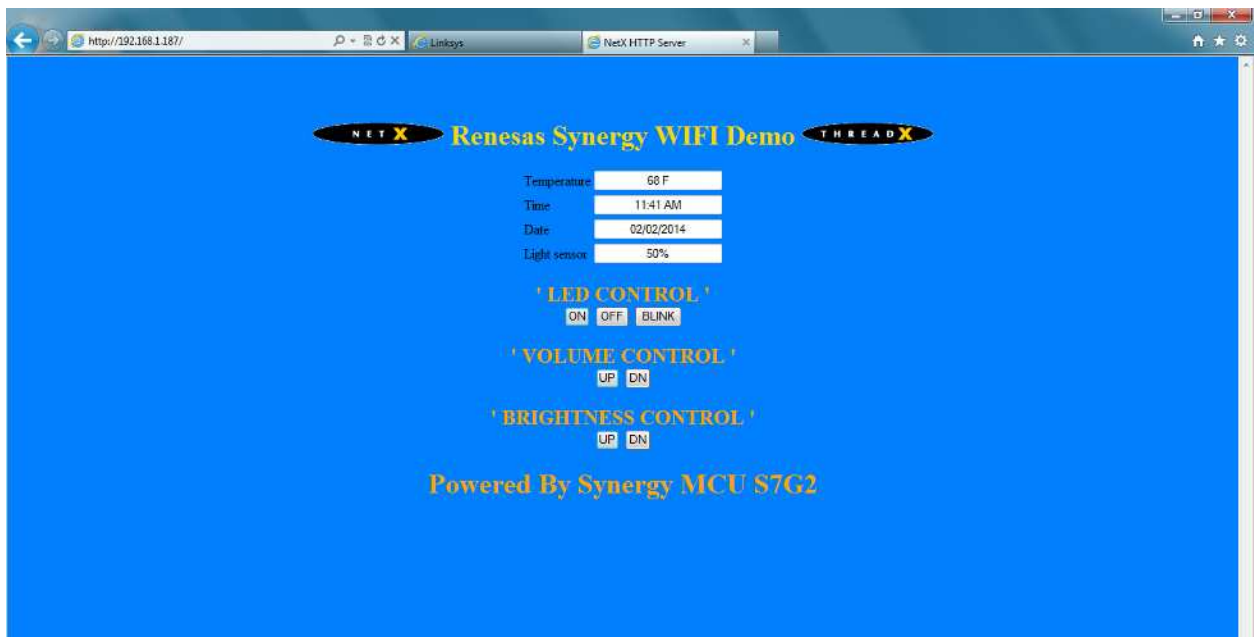 http://192.168.1.187/
Linksys
NetX HTTP Server
NET X
Renesas Synergy WIFI Demo
THREADX
Temperature 68 F
Time 11:41 AM
Date 02/02/2014
Light sensor 50%
' LED CONTROL '
ON OFF BLINK
' VOLUME CONTROL '
UP DN
' BRIGHTNESS CONTROL '
UP DN
Powered By Synergy MCU S7G2